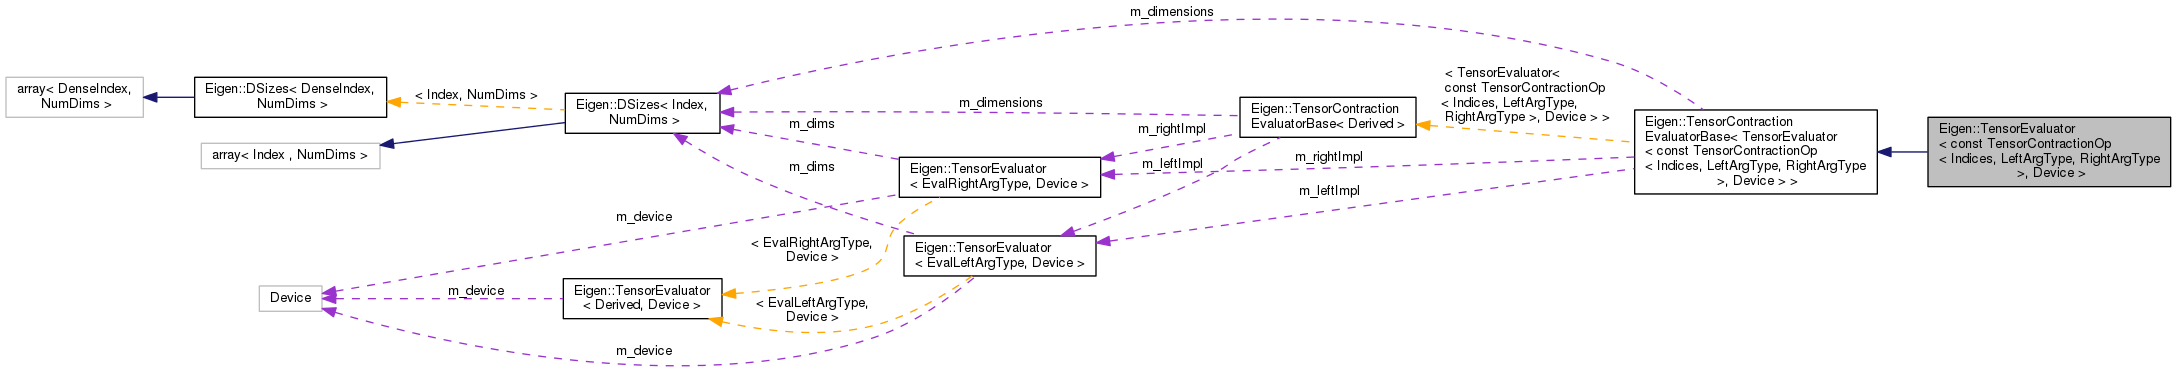 m_dimensions
array< DenseIndex,
NumDims >
Eigen::DSizes< DenseIndex,
NumDims >
< Index, NumDims >
Eigen::DSizes< Index,
NumDims >
array< Index , NumDims >
m_dimensions
m_dims
m_dims
Eigen::TensorContraction
EvaluatorBase< Derived >
< TensorEvaluator<
const TensorContractionOp
< Indices, LeftArgType,
RightArgType >, Device > >
m_rightImpl
m_leftImpl
m_rightImpl
m_leftImpl
Eigen::TensorContraction
EvaluatorBase< TensorEvaluator
< const TensorContractionOp
< Indices, LeftArgType, RightArgType
>, Device > >
Eigen::TensorEvaluator
< const TensorContractionOp
< Indices, LeftArgType, RightArgType
>, Device >
Eigen::TensorEvaluator
< EvalRightArgType, Device >
m_device
< EvalRightArgType,
Device >
Eigen::TensorEvaluator
< EvalLeftArgType, Device >
Device
m_device
Eigen::TensorEvaluator
< Derived, Device >
< EvalLeftArgType,
Device >
m_device